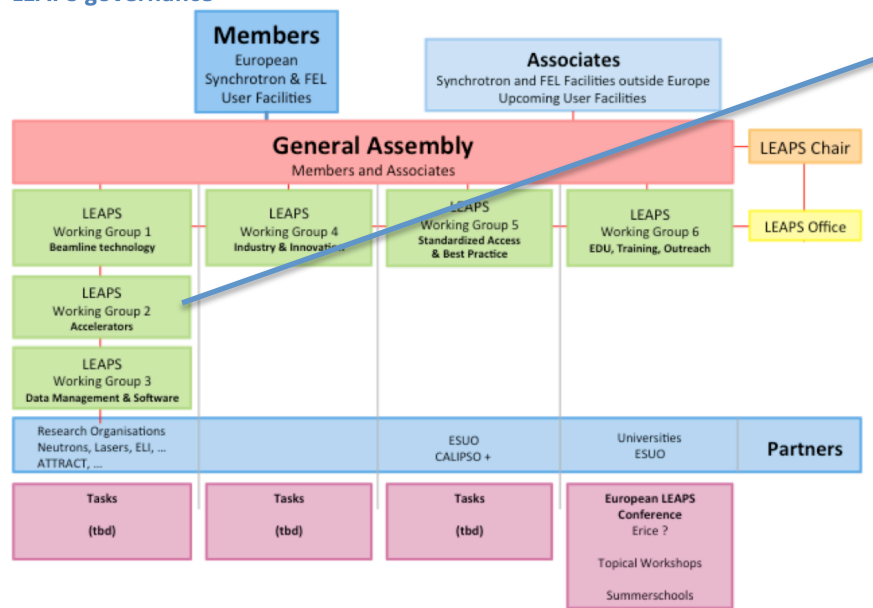 Members
European
Synchrotron & FEL
User Facilities
Associates
Synchrotron and FEL Facilities outside Europe
Upcoming User Facilities
General Assembly
Members and Associates
LEAPS Chair
LEAPS Office
LEAPS
Working Group 1
Beamline technology
LEAPS
Working Group 4
Industry &
LEAPS
Working Group 5
Standardized Access
& Best Practice
LEAPS
Working Group 6
EDU, Training, Outreach
LEAPS
Working Group 2
Accelerators
LEAPS
Working Group 3
Data Management & Software
Research Organisations
Neutrons, Lasers, ELI, ...
ATTRACT, ...
ESUO
CALIPSO +
Universities
ESUO
Partners
Tasks
(tbd)
Tasks
(tbd)
Tasks
(tbd)
European LEAPS
Conference
Erice ?
Topical Workshops
Summerschools